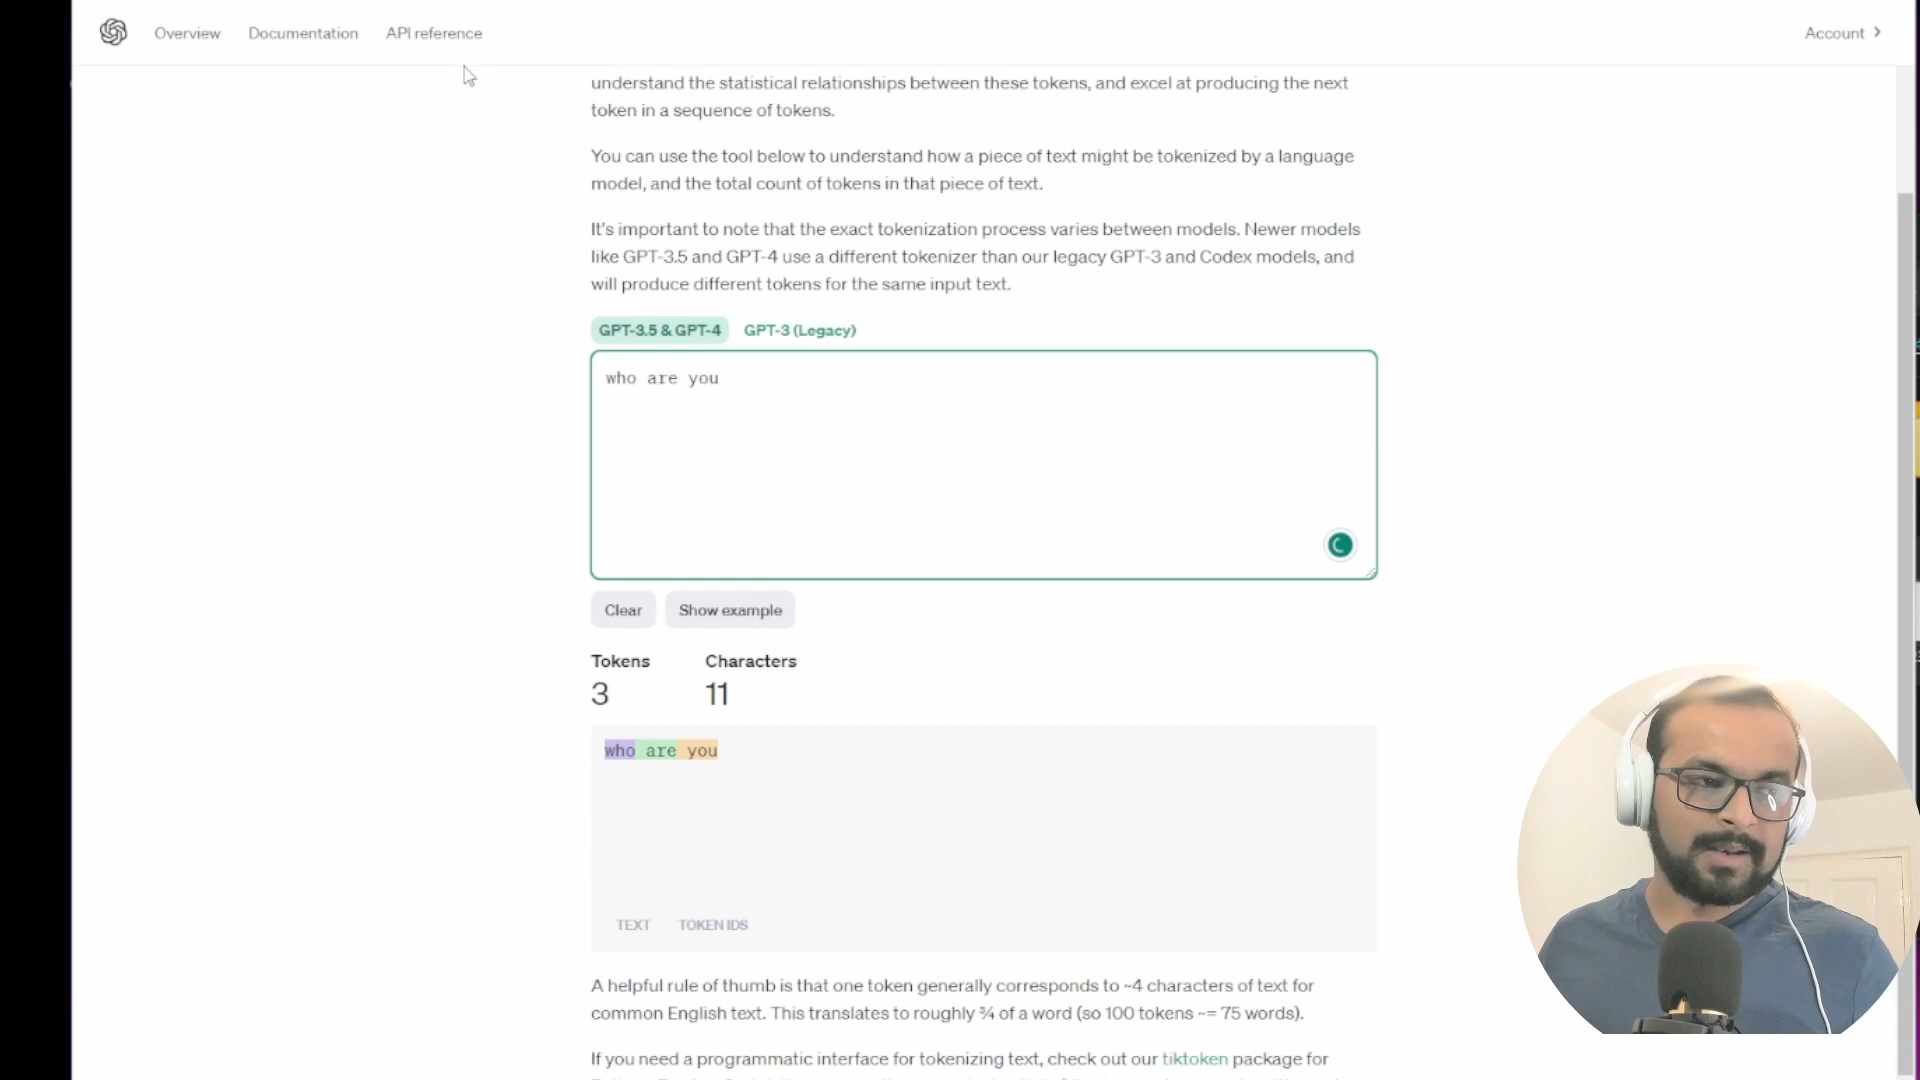 Overview Documentation API reference Account
understand the statistical relationships between these tokens, and excel at producing the next
token in a sequence of tokens.
You can use the tool below to understand how a piece of text might be tokenized by a language
model, and the total count of tokens in that piece of text.
It's important to note that the exact tokenization process varies between models. Newer models
like GPT-3.5 and GPT-4 use a different tokenizer than our legacy GPT-3 and Codex models, and
will produce different tokens for the same input text.
GPT-3.5 & GPT-4 GPT-3 (Legacy)
who are you
Clear Show example
Tokens Characters
3 11
who are you
TEXT TOKEN IDS
A helpful rule of thumb is that one token generally corresponds to ~4 characters of text for
common English text. This translates to roughly ¾ of a word (so 100 tokens ~= 75 words).
If you need a programmatic interface for tokenizing text, check out our tiktoken package for